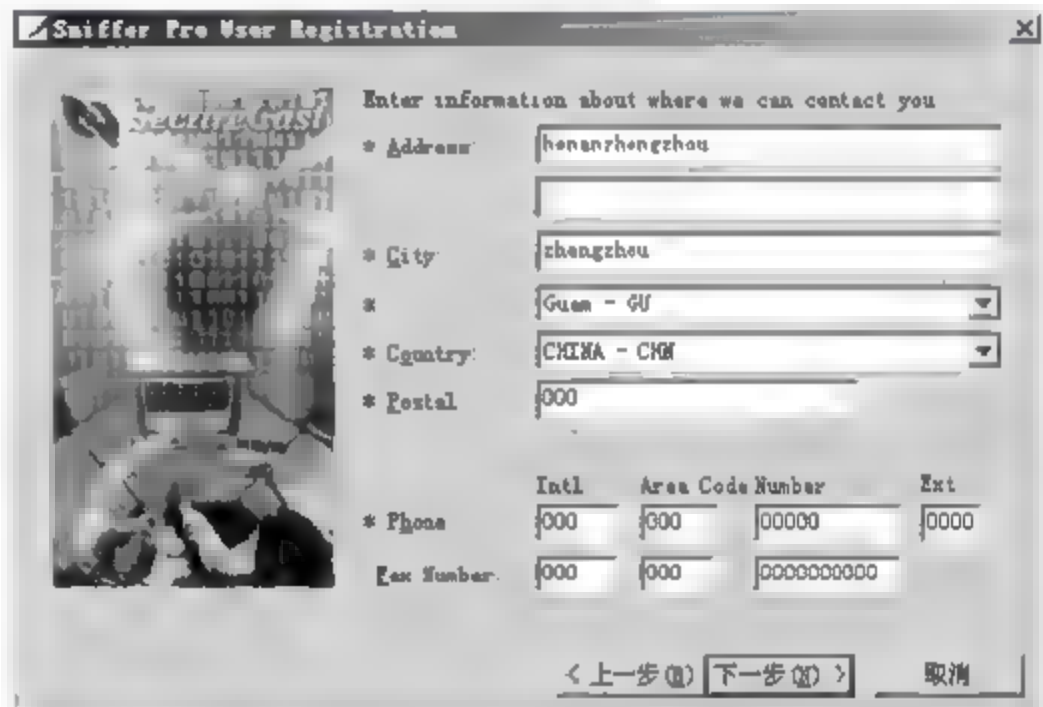 Sniffer Pro User Registration
SecureCast
Enter information about where we can contact you
* Address:
henanzhengzhou
* City:
zhengzhou
*
Guam - GU
* Country:
CHINA - CHN
* Postal
000
Intl Area Code Number Ext
* Phone 000 000 00000 0000
Fax Number: 000 000 0000000000
< 上一步(B) 下一步(N) > 取消